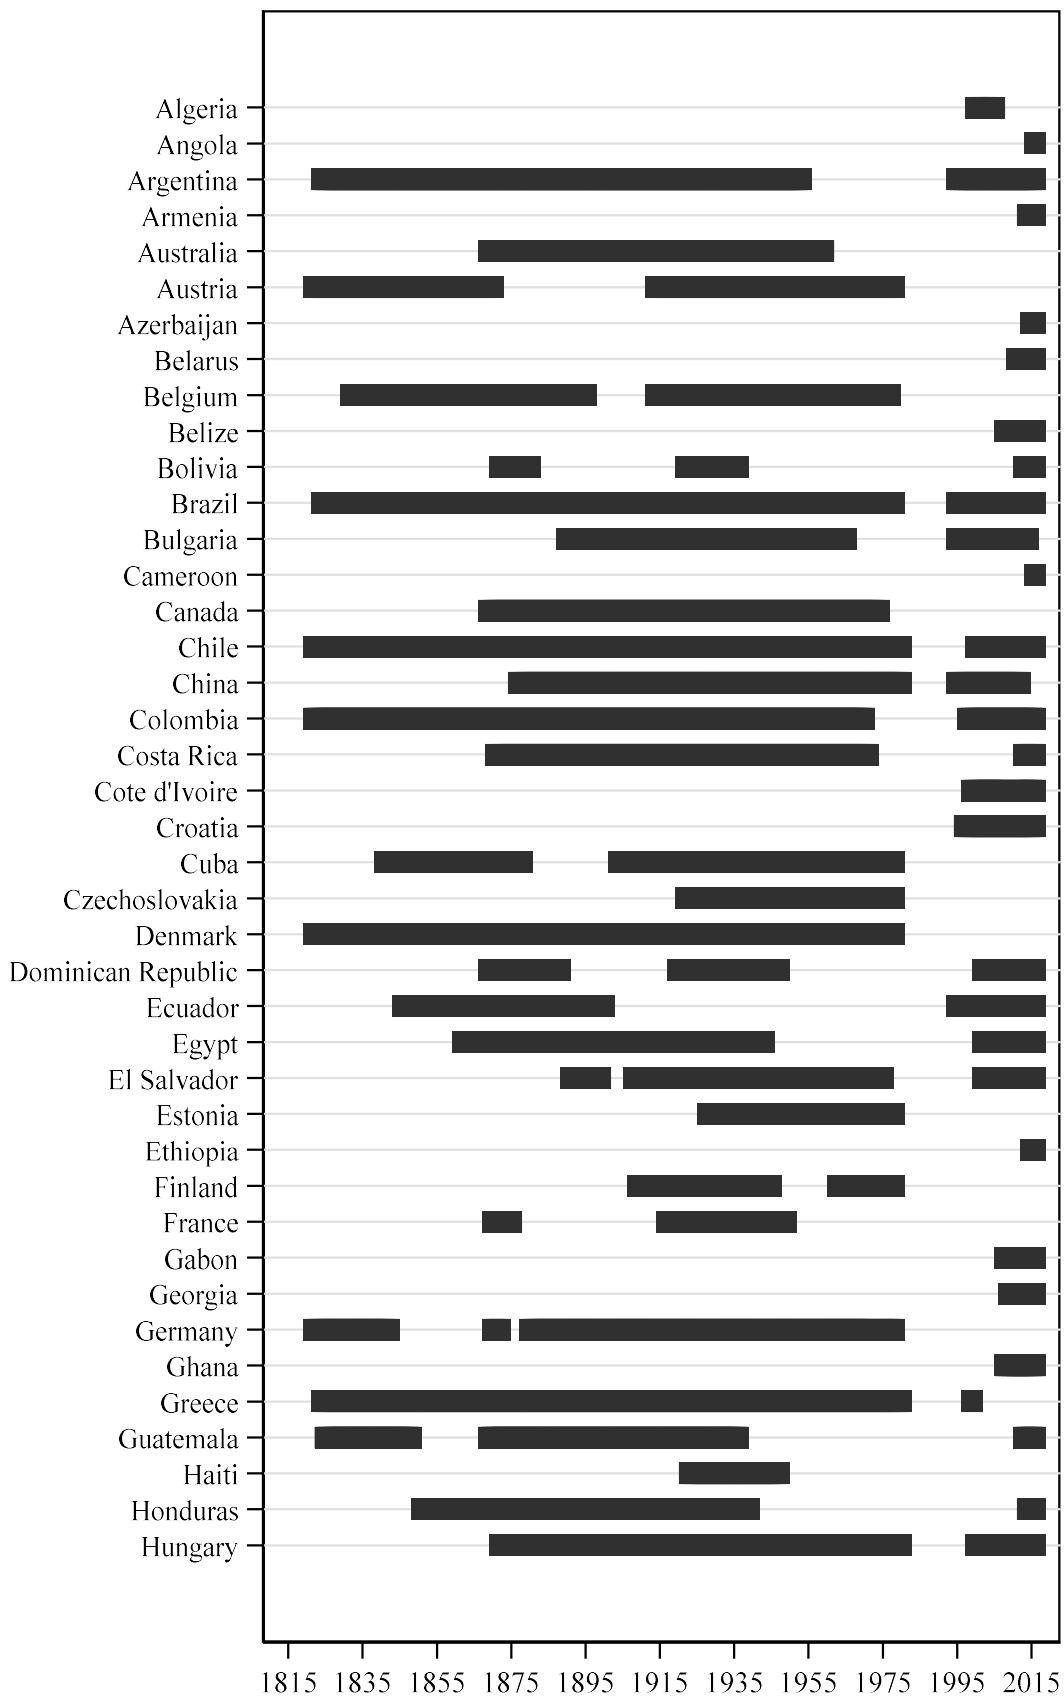 Algeria
Angola
Argentina
Armenia
Australia
Austria
Azerbaijan
Belarus
Belgium
Belize
Bolivia
Brazil
Bulgaria
Cameroon
Canada
Chile
China
Colombia
Costa Rica
Cote d'Ivoire
Croatia
Cuba
Czechoslovakia
Denmark
Dominican Republic
Ecuador
Egypt
El Salvador
Estonia
Ethiopia
Finland
France
Gabon
Georgia
Germany
Ghana
Greece
Guatemala
Haiti
Honduras
Hungary
1815 1835 1855 1875 1895 1915 1935 1955 1975 1995 2015